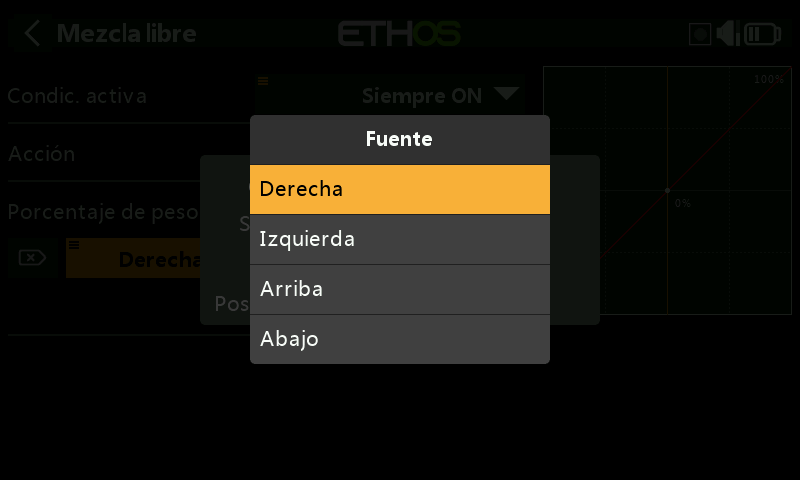 Mezcla libre
ETHOS
Condic. activa
Siempre ON
100%
Acción
Porcentaje de peso
0%
Derecha
Pos
Fuente
Derecha
Izquierda
Arriba
Abajo